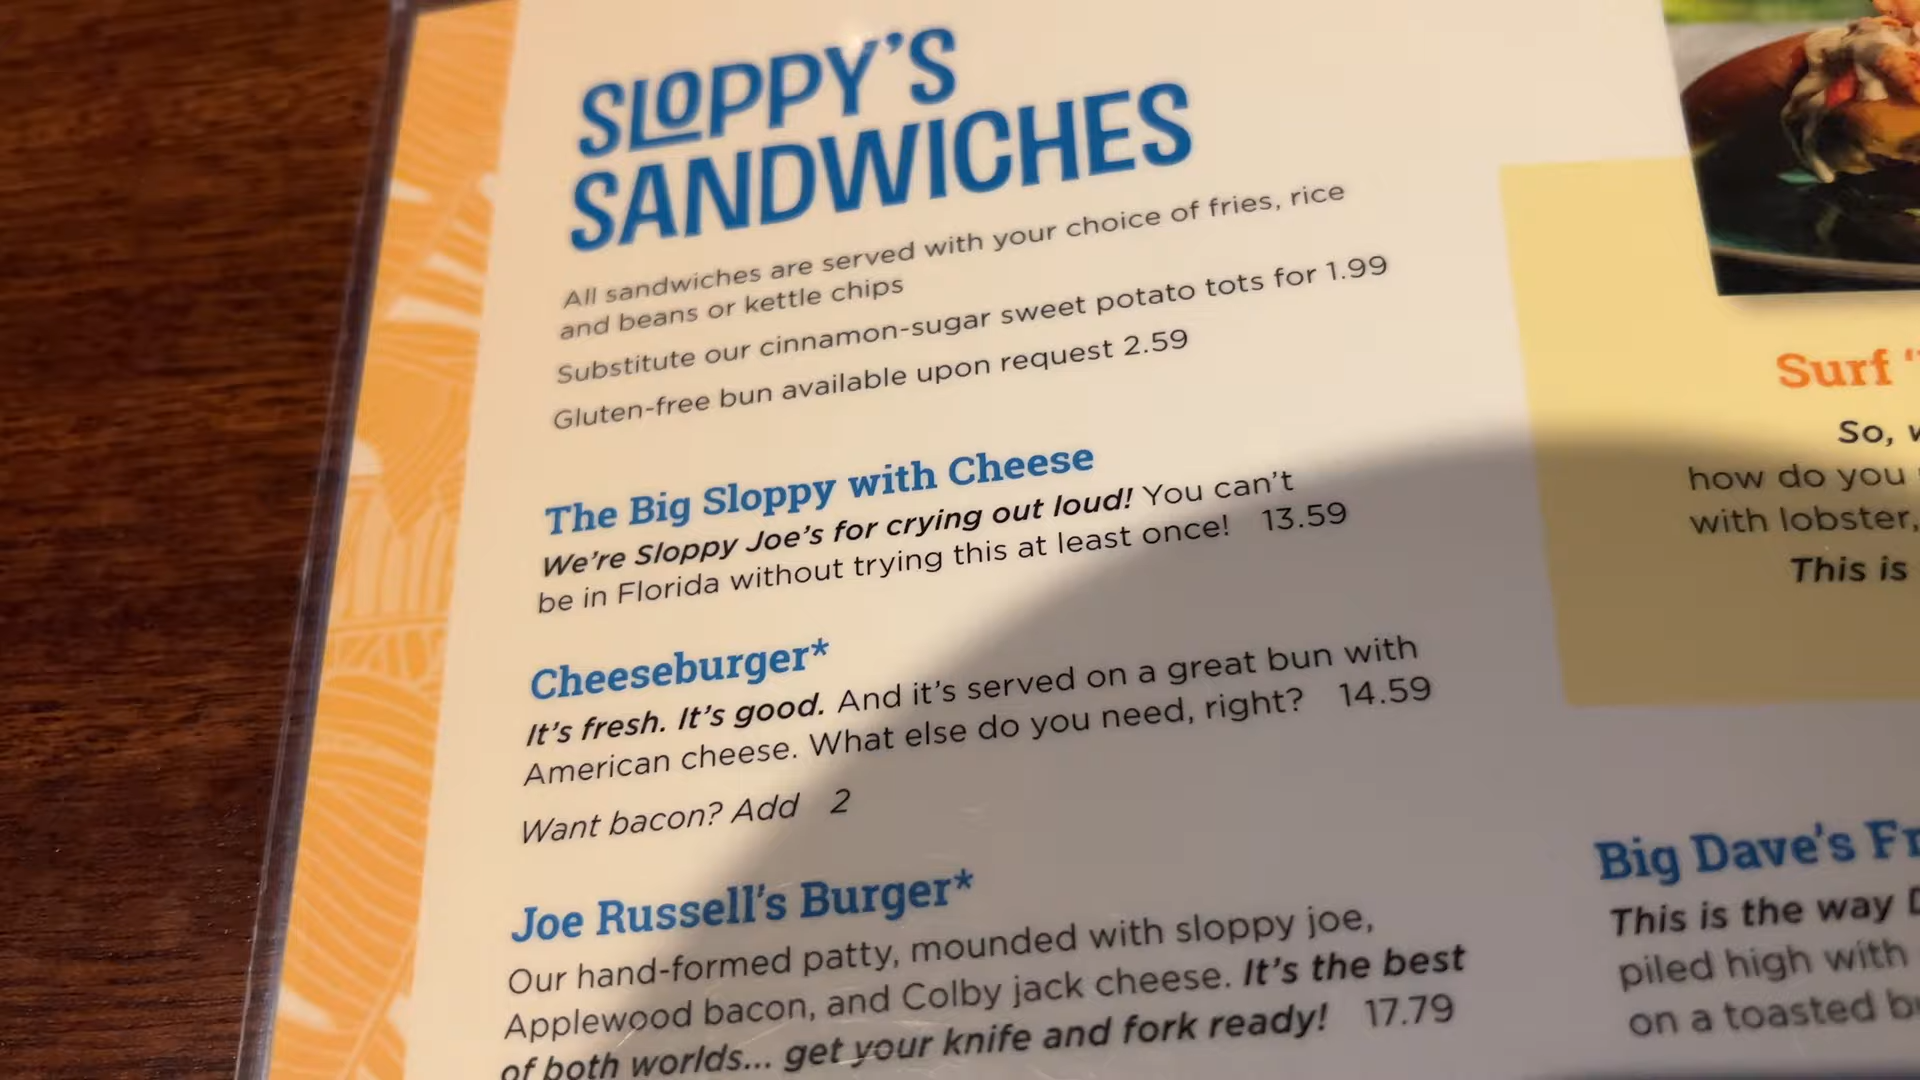 SLOPPY'S
SANDWICHES
All sandwiches are served with your choice of fries, rice
and beans or kettle chips
Substitute our cinnamon-sugar sweet potato tots for 1.99
Gluten-free bun available upon request 2.59
The Big Sloppy with Cheese
We're Sloppy Joe's for crying out loud! You can't
be in Florida without trying this at least once! 13.59
Cheeseburger*
It's fresh. It's good. And it's served on a great bun with
American cheese. What else do you need, right? 14.59
Want bacon? Add 2
Joe Russell's Burger*
Our hand-formed patty, mounded with sloppy joe,
Applewood bacon, and Colby jack cheese. It's the best
of both worlds... get your knife and fork ready! 17.79
Surf
So,
how do you
with lobster,
This is
Big Dave's
This is the way
piled high with
on a toasted